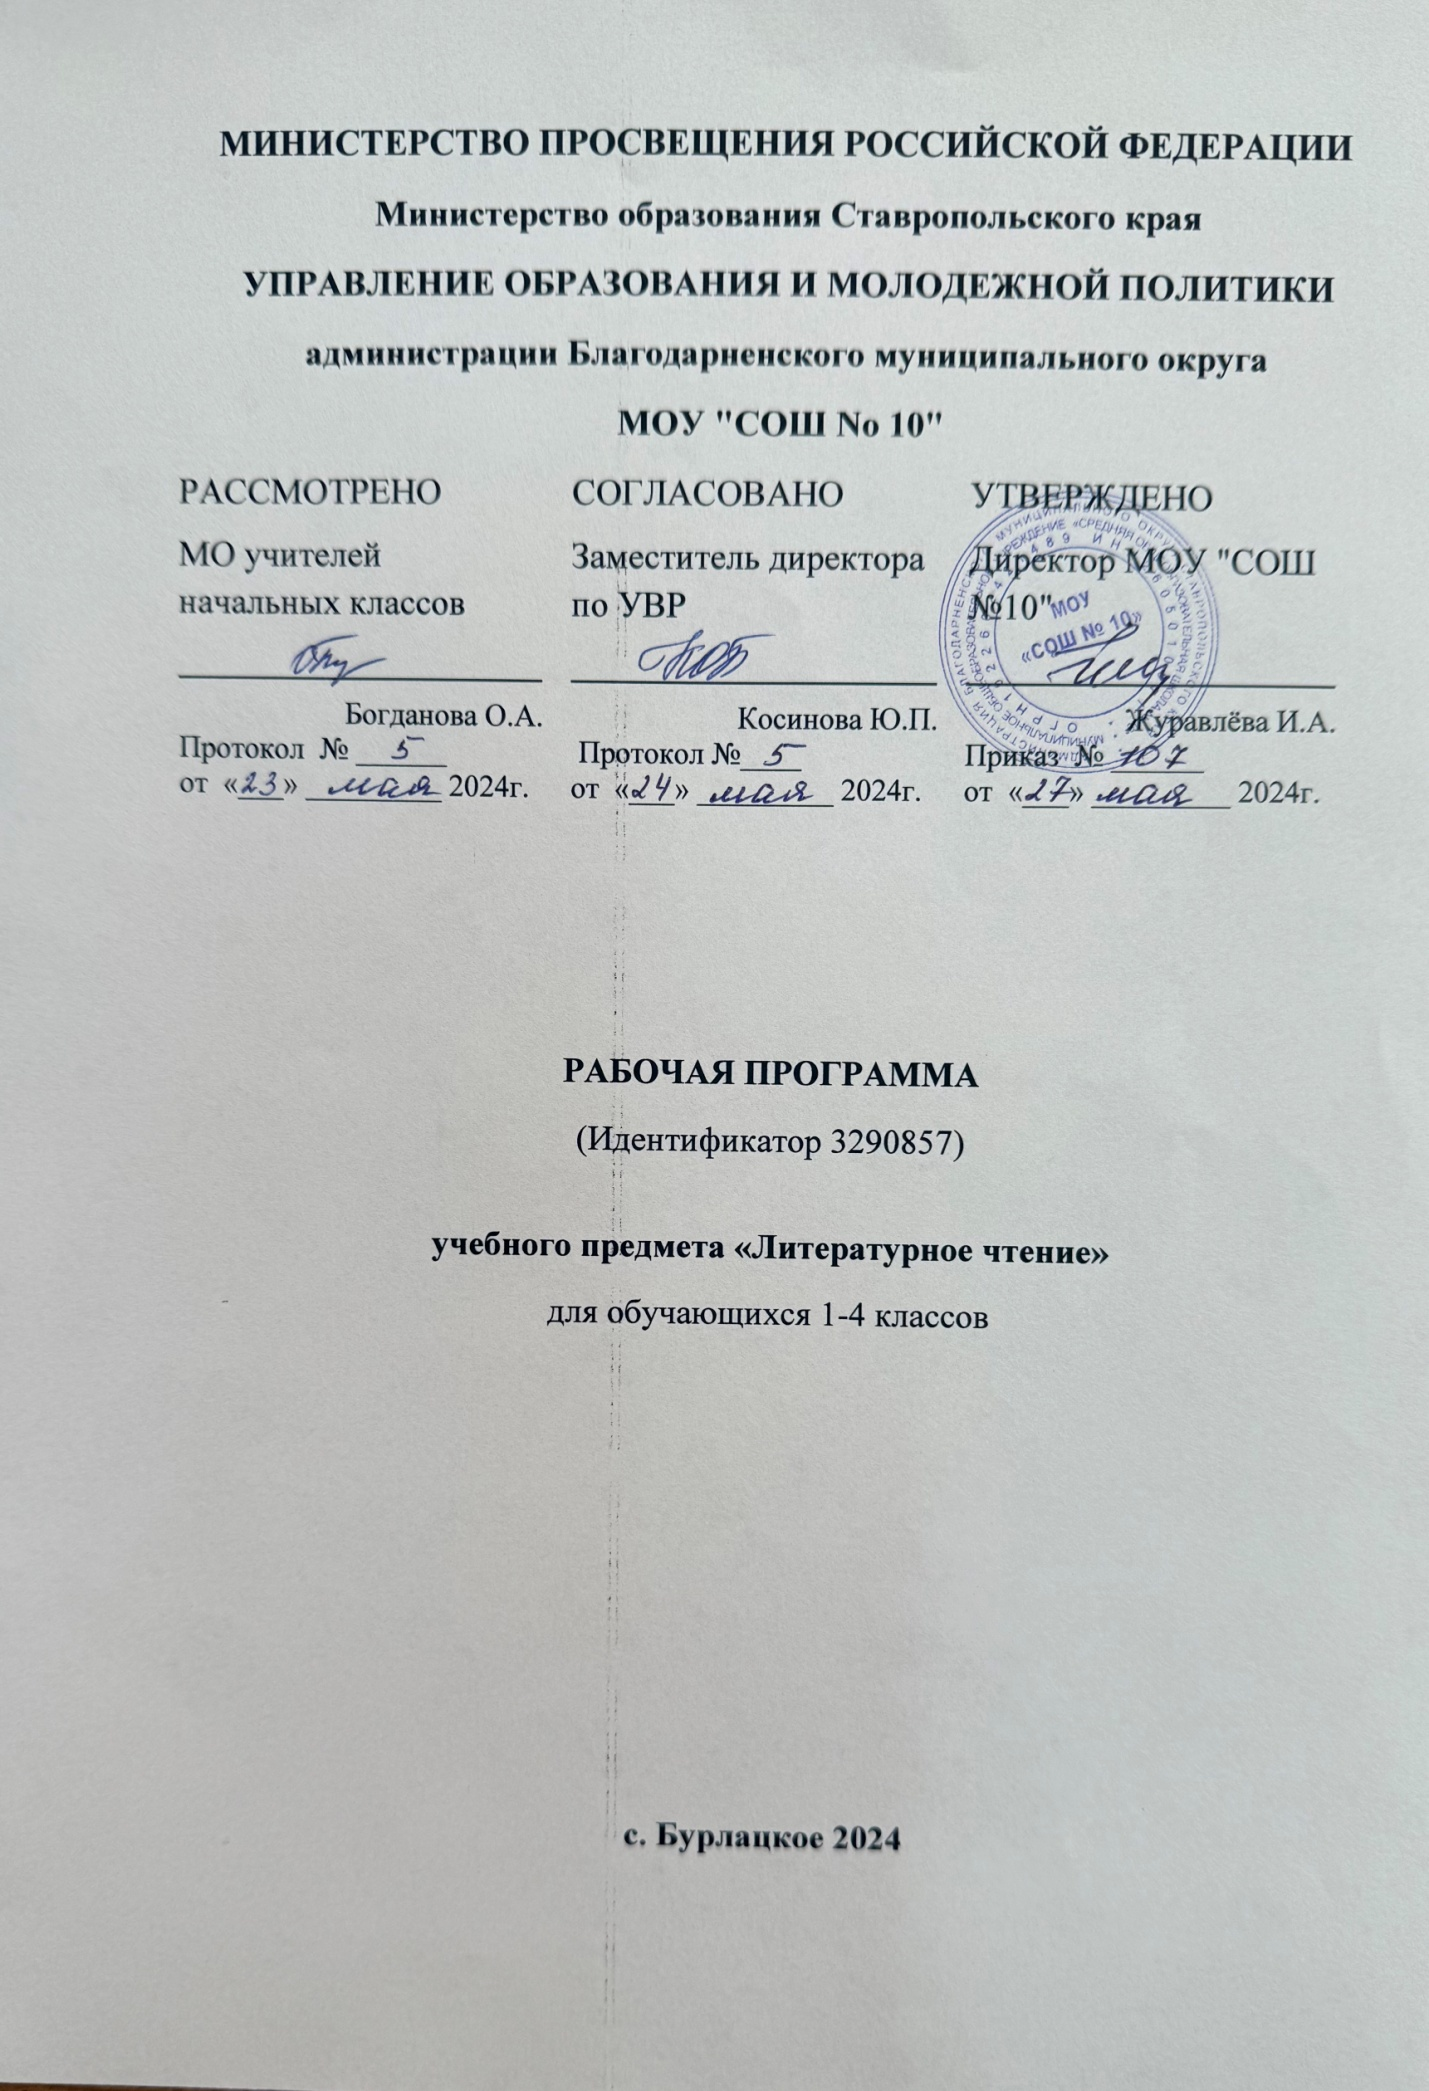 МИНИСТЕРСТВО ПРОСВЕЩЕНИЯ РОССИЙСКОЙ ФЕДЕРАЦИИ
Министерство образования Ставропольского края
УПРАВЛЕНИЕ ОБРАЗОВАНИЯ И МОЛОДЕЖНОЙ ПОЛИТИКИ
администрации Благодарненского муниципального округа
МОУ "СОШ No 10"
РАССМОТРЕНО
МО учителей
начальных классов
Богданова О.А.
Протокол № 5
от «23» мая 2024г.
СОГЛАСОВАНО
Заместитель директора
по УВР
Косинова Ю.П.
Протокол № 5
от «24» мая 2024г.
УТВЕРЖДЕНО
Директор МОУ "СОШ
№10"
МОУ
«СОШ № 10»
Журавлёва И.А.
Приказ № 107
от «27» мая 2024г.
РАБОЧАЯ ПРОГРАММА
(Идентификатор 3290857)
учебного предмета «Литературное чтение»
для обучающихся 1-4 классов
с. Бурлацкое 2024